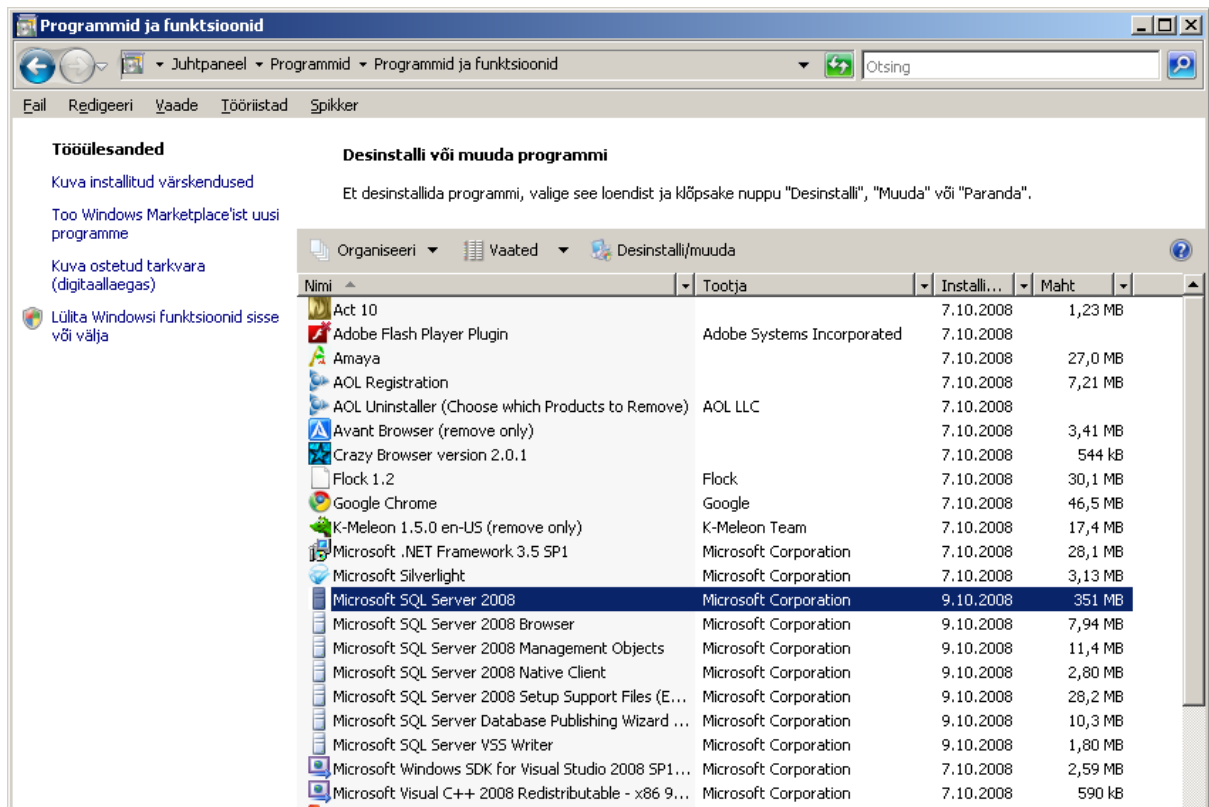 Programmid ja funktsioonid
Juhtpaneel Programmid Programmid ja funktsioonid
Otsing
Fail Redigeeri Vaade Tööriistad Spikker
Tööülesanded
Kuva installitud värskendused
Too Windows Marketplace'ist uusi
programme
Kuva ostetud tarkvara
(digitaallaegas)
Lülita Windowsi funktsioonid sisse
või välja
Desinstalli või muuda programmi
Et desinstallida programmi, valige see loendist ja klõpsake nuppu "Desinstalli", "Muuda" või "Paranda".
Organiseeri Vaated Desinstalli/muuda
Nimi Tootja Installi... Maht
Act 10 7.10.2008 1,23 MB
Adobe Flash Player Plugin Adobe Systems Incorporated 7.10.2008
Amaya 7.10.2008 27,0 MB
AOL Registration 7.10.2008 7,21 MB
AOL Uninstaller (Choose which Products to Remove) AOL LLC 7.10.2008
Avant Browser (remove only) 7.10.2008 3,41 MB
Crazy Browser version 2.0.1 7.10.2008 544 kB
Flock 1.2 Flock 7.10.2008 30,1 MB
Google Chrome Google 7.10.2008 46,5 MB
K-Meleon 1.5.0 en-US (remove only) K-Meleon Team 7.10.2008 17,4 MB
Microsoft .NET Framework 3.5 SP1 Microsoft Corporation 7.10.2008 28,1 MB
Microsoft Silverlight Microsoft Corporation 7.10.2008 3,13 MB
Microsoft SQL Server 2008 Microsoft Corporation 9.10.2008 351 MB
Microsoft SQL Server 2008 Browser Microsoft Corporation 9.10.2008 7,94 MB
Microsoft SQL Server 2008 Management Objects Microsoft Corporation 9.10.2008 11,4 MB
Microsoft SQL Server 2008 Native Client Microsoft Corporation 9.10.2008 2,80 MB
Microsoft SQL Server 2008 Setup Support Files (E... Microsoft Corporation 9.10.2008 28,2 MB
Microsoft SQL Server Database Publishing Wizard ... Microsoft Corporation 9.10.2008 10,3 MB
Microsoft SQL Server VSS Writer Microsoft Corporation 9.10.2008 1,80 MB
Microsoft Windows SDK for Visual Studio 2008 SP1... Microsoft Corporation 7.10.2008 2,59 MB
Microsoft Visual C++ 2008 Redistributable - x86 9... Microsoft Corporation 7.10.2008 590 kB